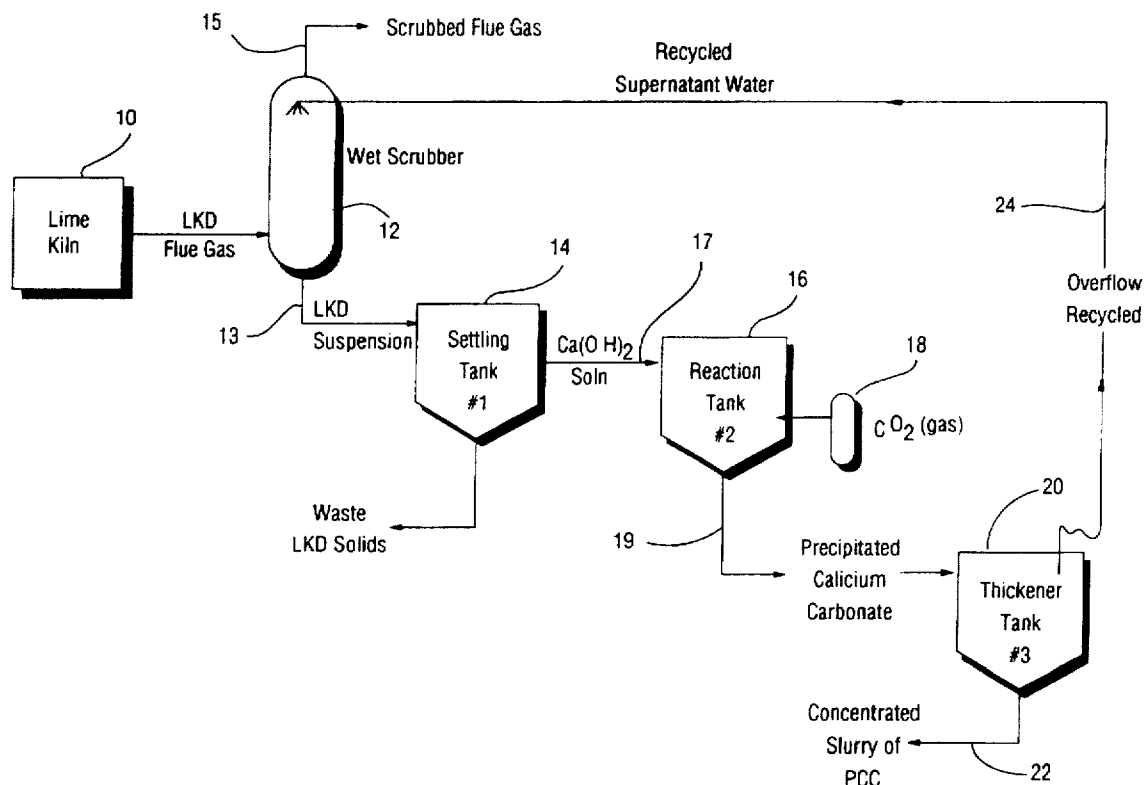 15
Scrubbed Flue Gas
Recycled
Supernatant Water
10
Lime
Kiln
LKD
Flue Gas
Wet Scrubber
12
24
13
LKD
Suspension
14
Settling
Tank
#1
17
Ca(OH)2
Soln
16
Reaction
Tank
#2
18
CO2 (gas)
Overflow
Recycled
Waste
LKD Solids
19
Precipitated
Calicium
Carbonate
20
Thickener
Tank
#3
Concentrated
Slurry of
PCC
22